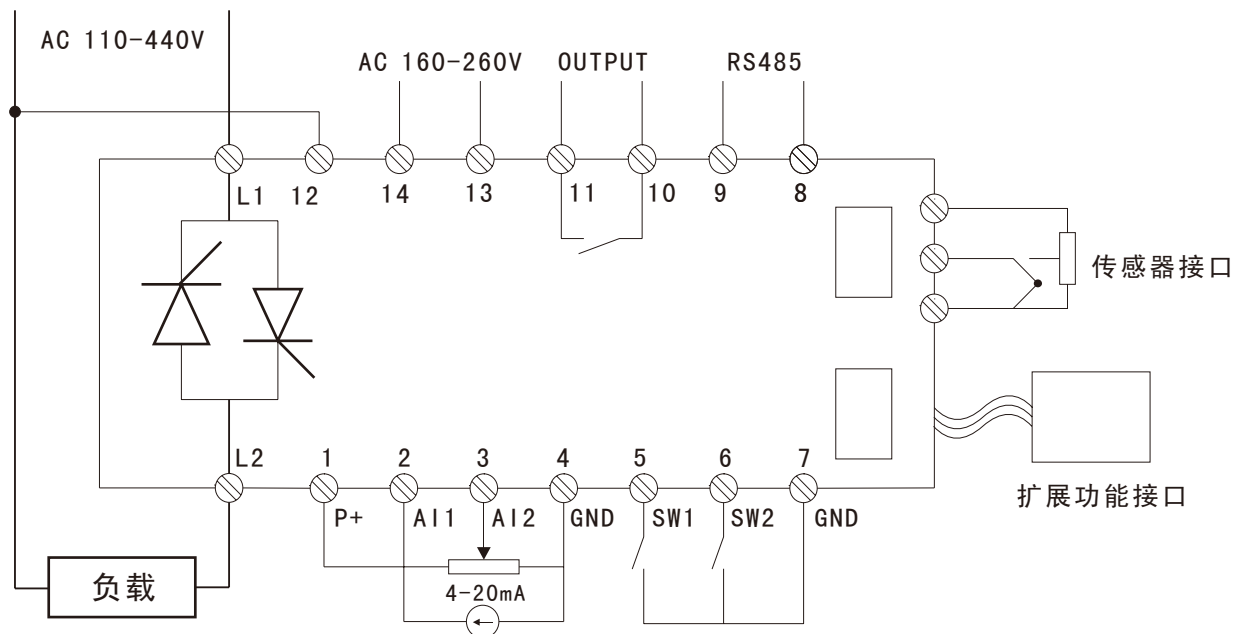 AC 110-440V
AC 160-260V OUTPUT RS485
L1 12 14 13 11 10 9 8
传感器接口
L2 1 2 3 4 5 6 7
扩展功能接口
P+ AI1 AI2 GND SW1 SW2 GND
负载
4-20mA